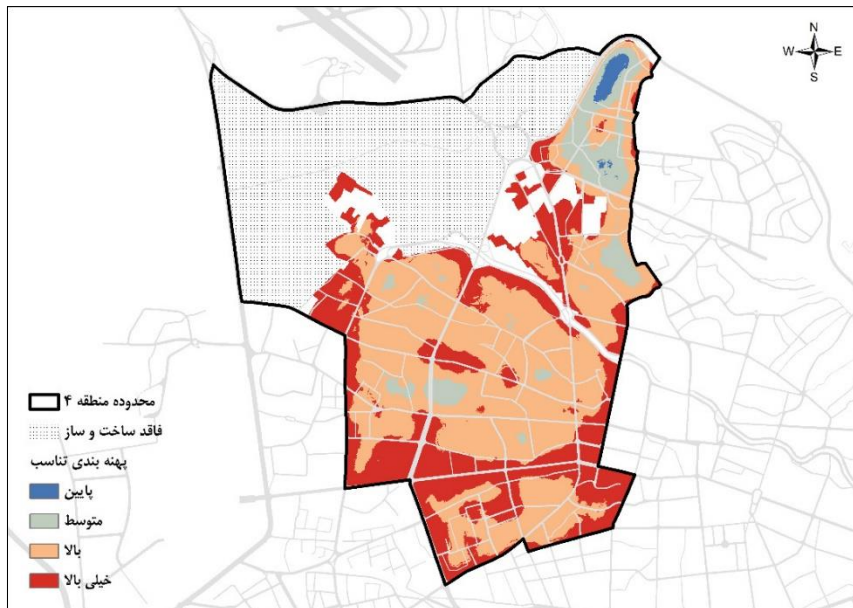 N
W E
S
محدوده منطقه ۴
فاقد ساخت و ساز
پهنه بندی تناسب
پایین
متوسط
بالا
خیلی بالا